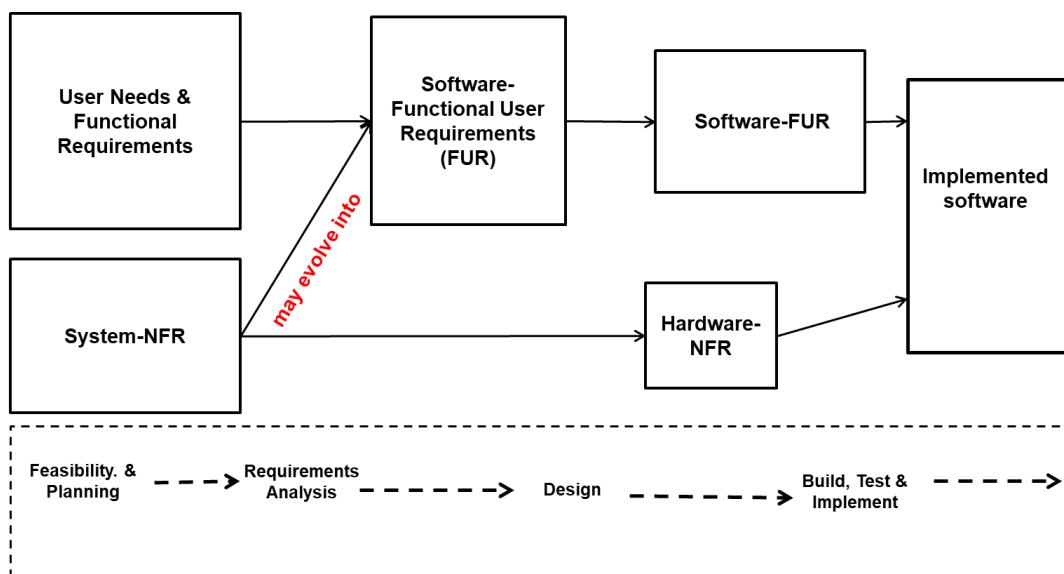 User Needs &
Functional
Requirements
Software-
Functional User
Requirements
(FUR)
Software-FUR
Implemented
software
may evolve into
System-NFR
Hardware-
NFR
Feasibility. &
Planning
Requirements
Analysis
Design
Build, Test &
Implement